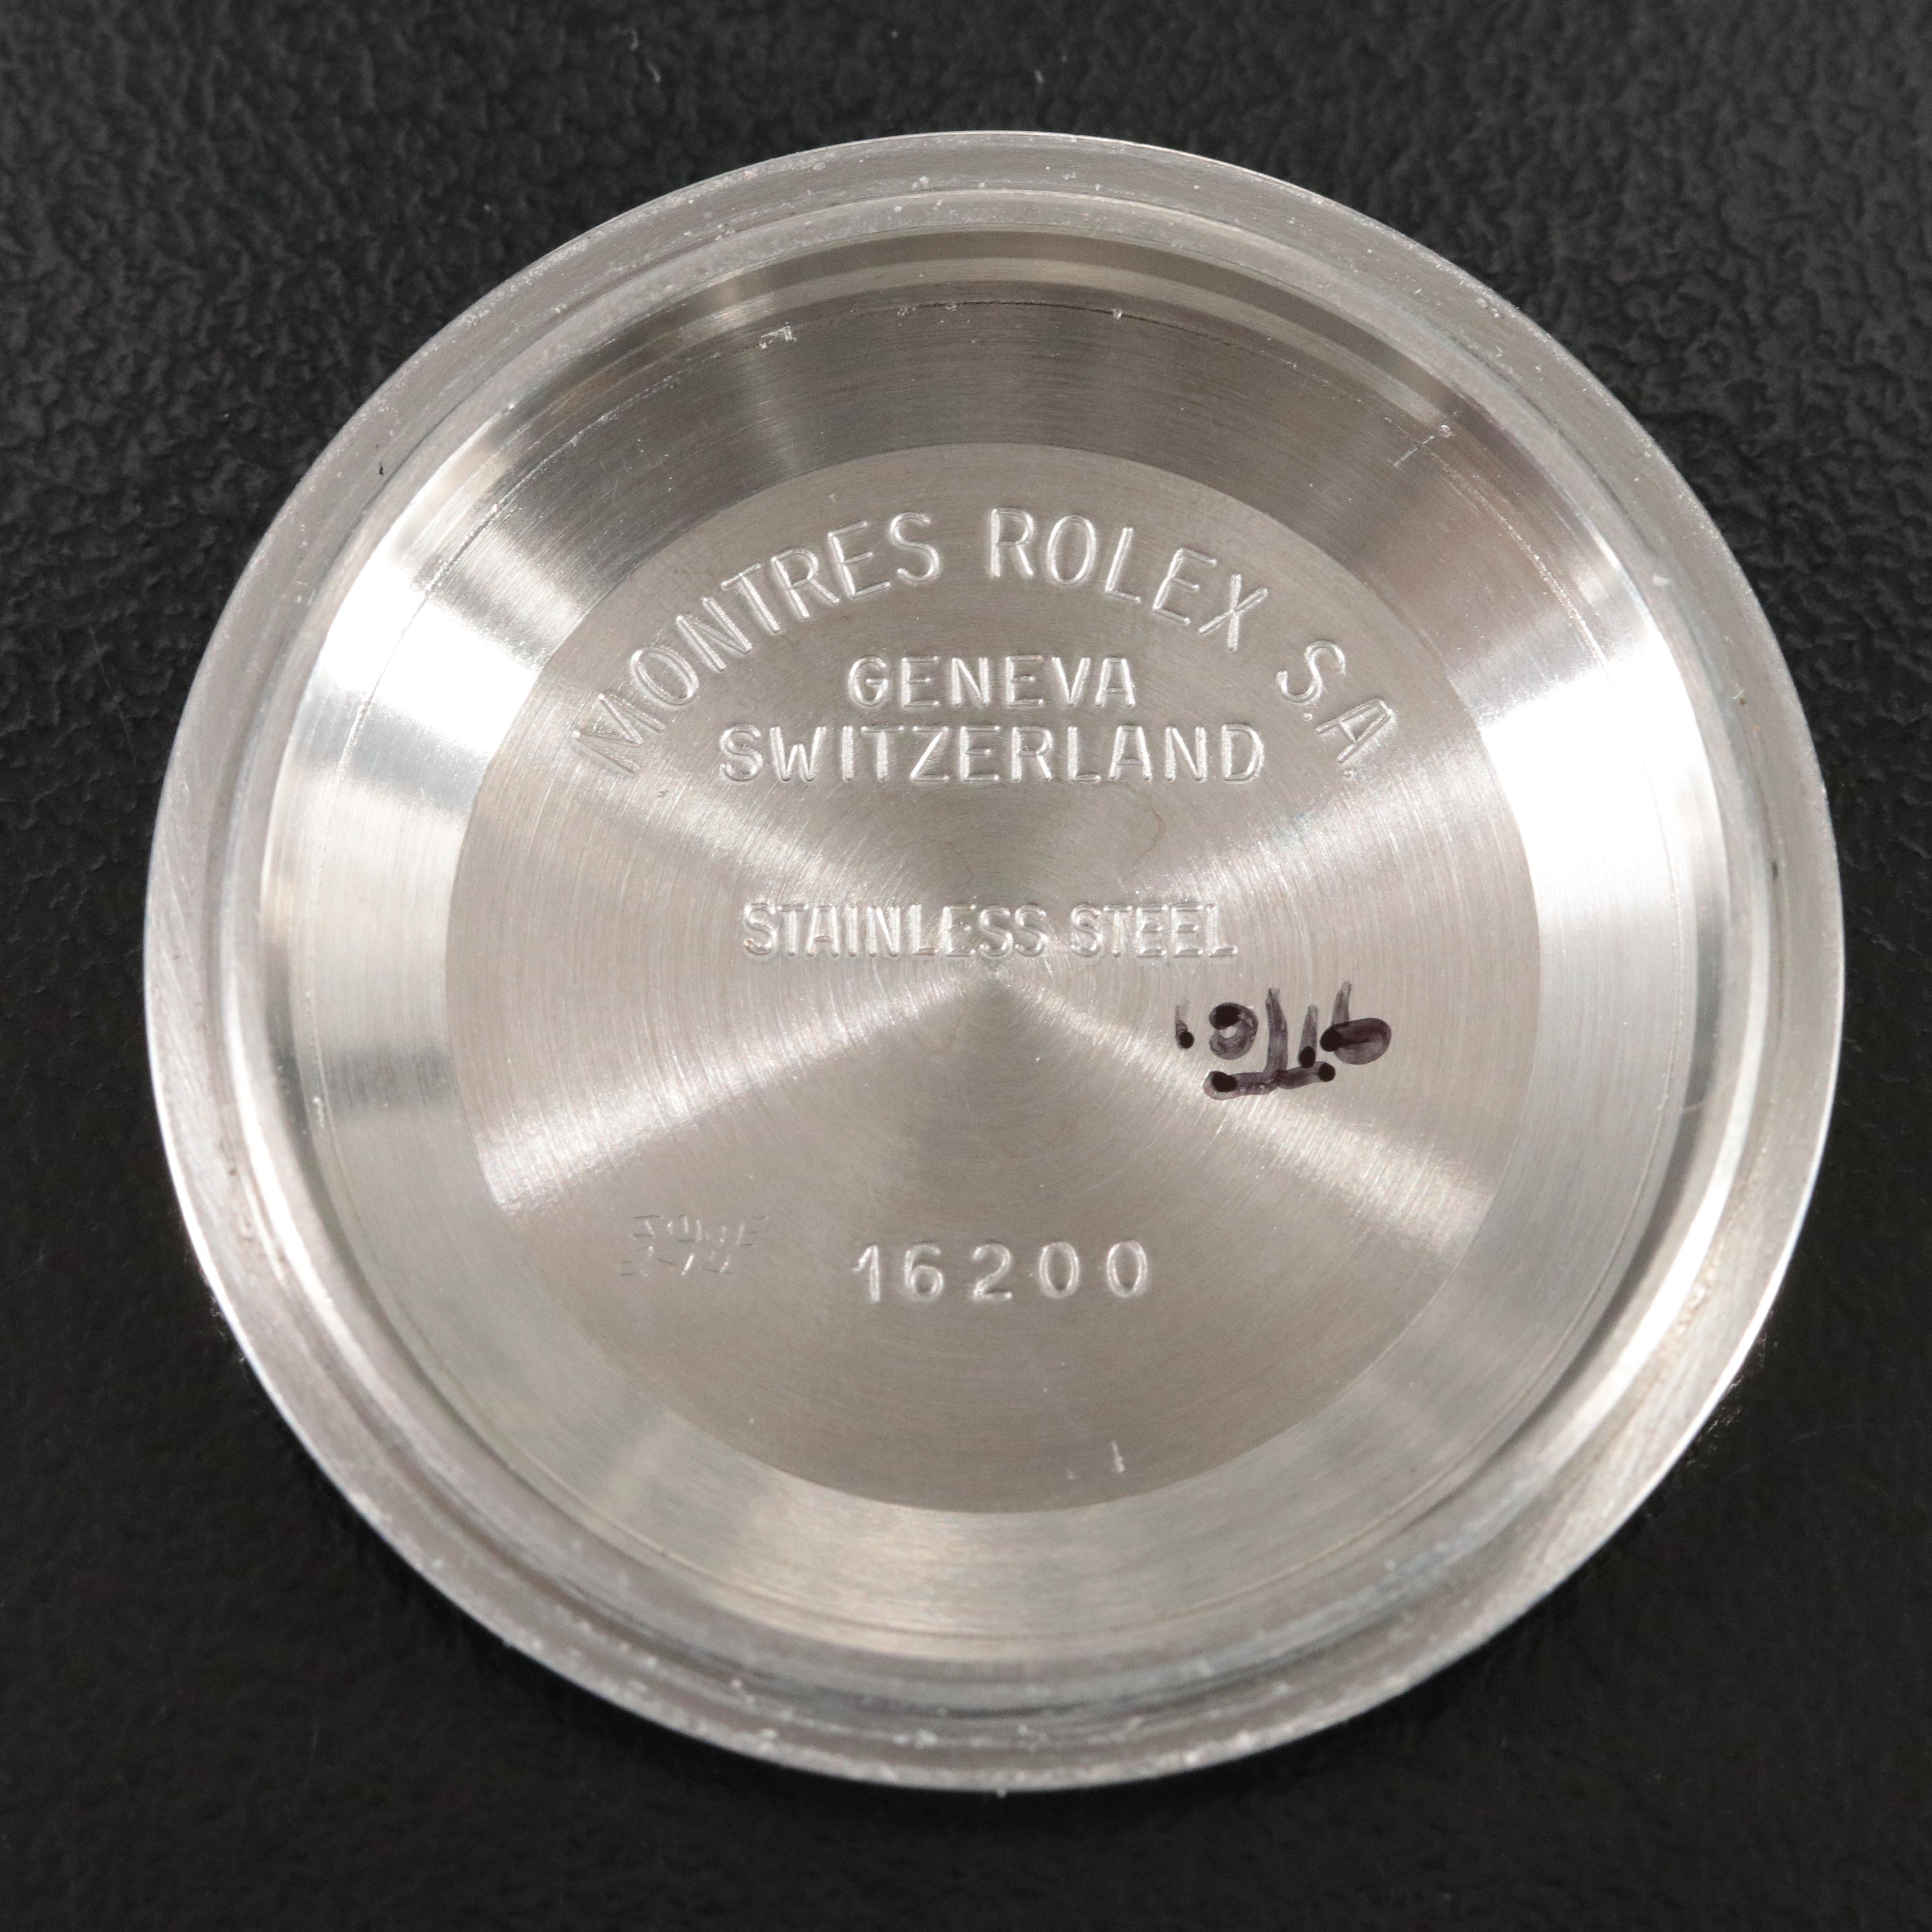 MONTRES ROLEX S.A.
GENEVA
SWITZERLAND
STAINLESS STEEL
16200